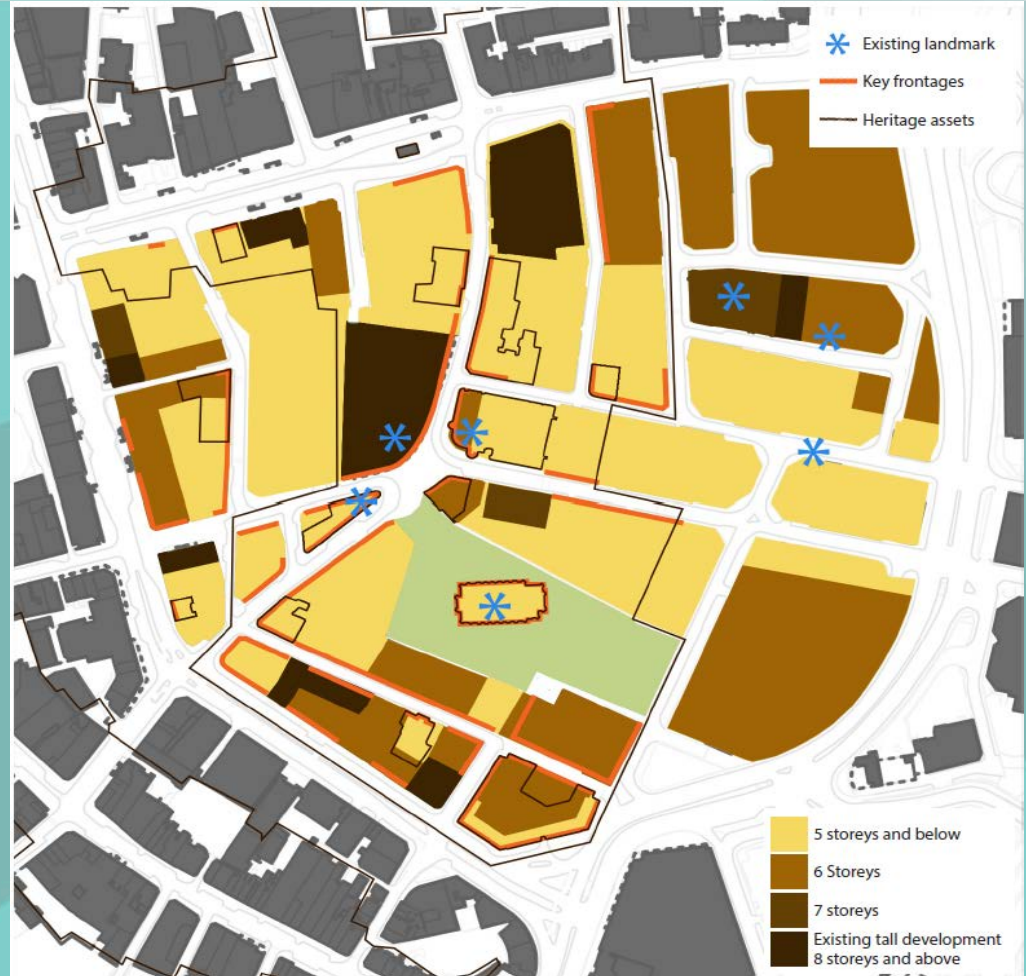 Existing landmark
Key frontages
Heritage assets
5 storeys and below
6 Storeys
7 storeys
Existing tall development
8 storeys and above